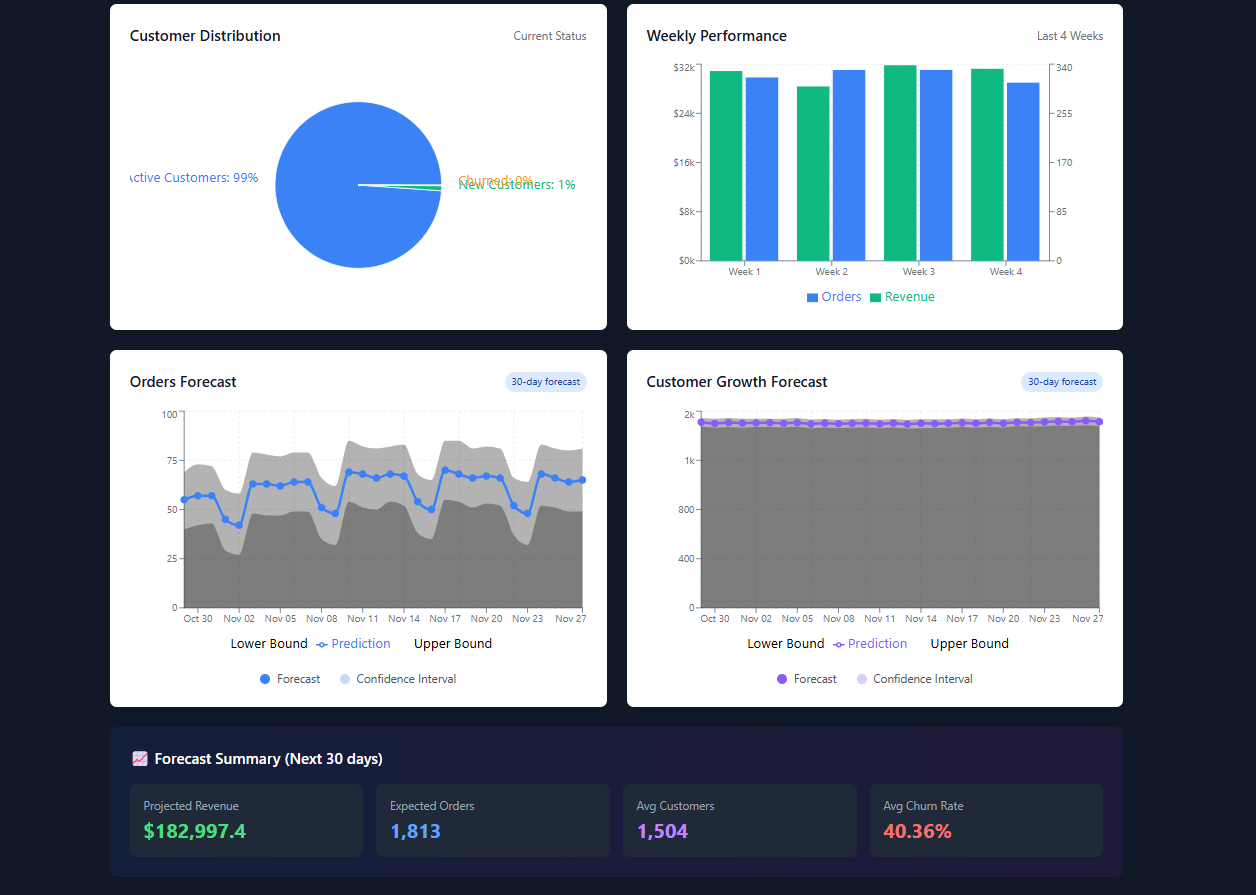 Customer Distribution
Current Status
Active Customers: 99%
Churned: 0%
New Customers: 1%
Weekly Performance
Last 4 Weeks
$32k
$24k
$16k
$8k
$0k
340
255
170
85
0
Week 1 Week 2 Week 3 Week 4
Orders Revenue
Orders Forecast
30-day forecast
100
75
50
25
0
Oct 30 Nov 02 Nov 05 Nov 08 Nov 11 Nov 14 Nov 17 Nov 20 Nov 23 Nov 27
Lower Bound Prediction Upper Bound
Forecast Confidence Interval
Customer Growth Forecast
30-day forecast
2k
1k
800
400
0
Oct 30 Nov 02 Nov 05 Nov 08 Nov 11 Nov 14 Nov 17 Nov 20 Nov 23 Nov 27
Lower Bound Prediction Upper Bound
Forecast Confidence Interval
📈 Forecast Summary (Next 30 days)
Projected Revenue
$182,997.4
Expected Orders
1,813
Avg Customers
1,504
Avg Churn Rate
40.36%